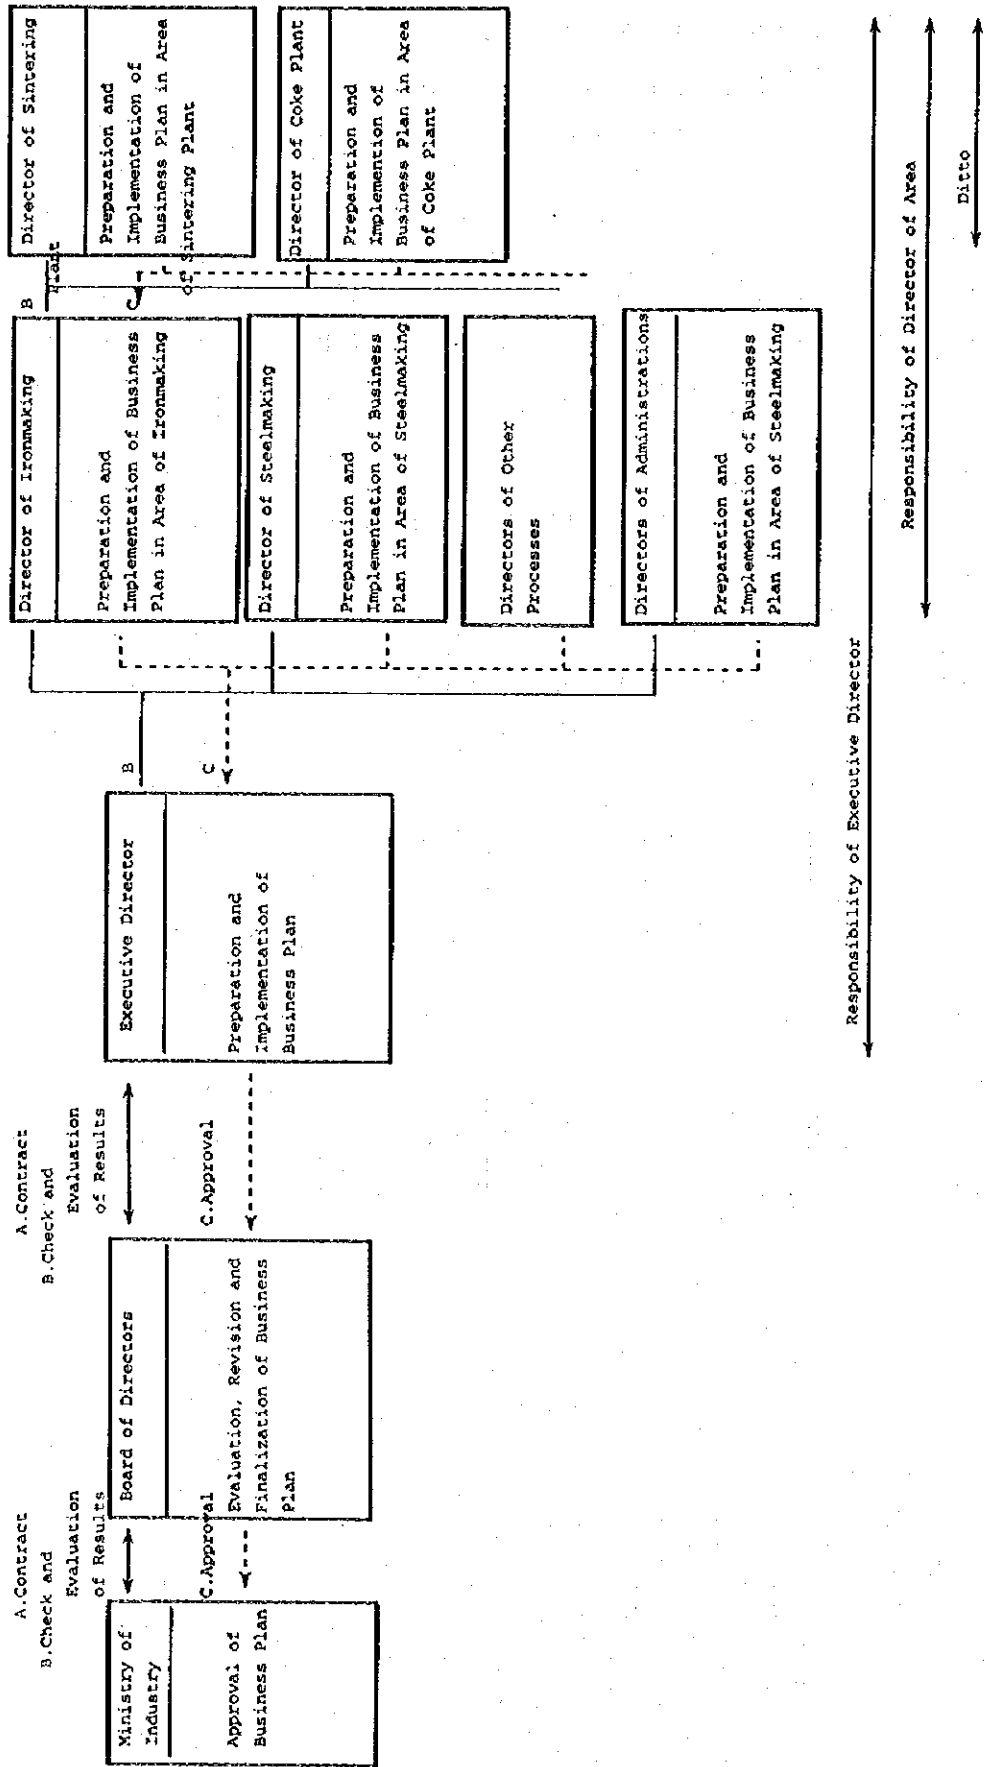 A.Contract
B.Check and
Evaluation
of Results
A.Contract
B.Check and
Evaluation
of Results
Ministry of
Industry
Approval of
Business Plan
C.Approval
Board of Directors
Evaluation, Revision and
Finalization of Business
Plan
C.Approval
Executive Director
Preparation and
Implementation of
Business Plan
B
C
Director of Ironmaking
Preparation and
Implementation of Business
Plan in Area of Ironmaking
Director of Steelmaking
Preparation and
Implementation of Business
Plan in Area of Steelmaking
Directors of Other
Processes
Directors of Administrations
Preparation and
Implementation of Business
Plan in Area of Steelmaking
B
C
Director of Sintering
Plant
Preparation and
Implementation of
Business Plan in Area
of Sintering Plant
Director of Coke Plant
Preparation and
Implemention of
Business Plan in Area
of Coke Plant
Responsibility of Executive Director
Responsibility of Director of Area
Ditto